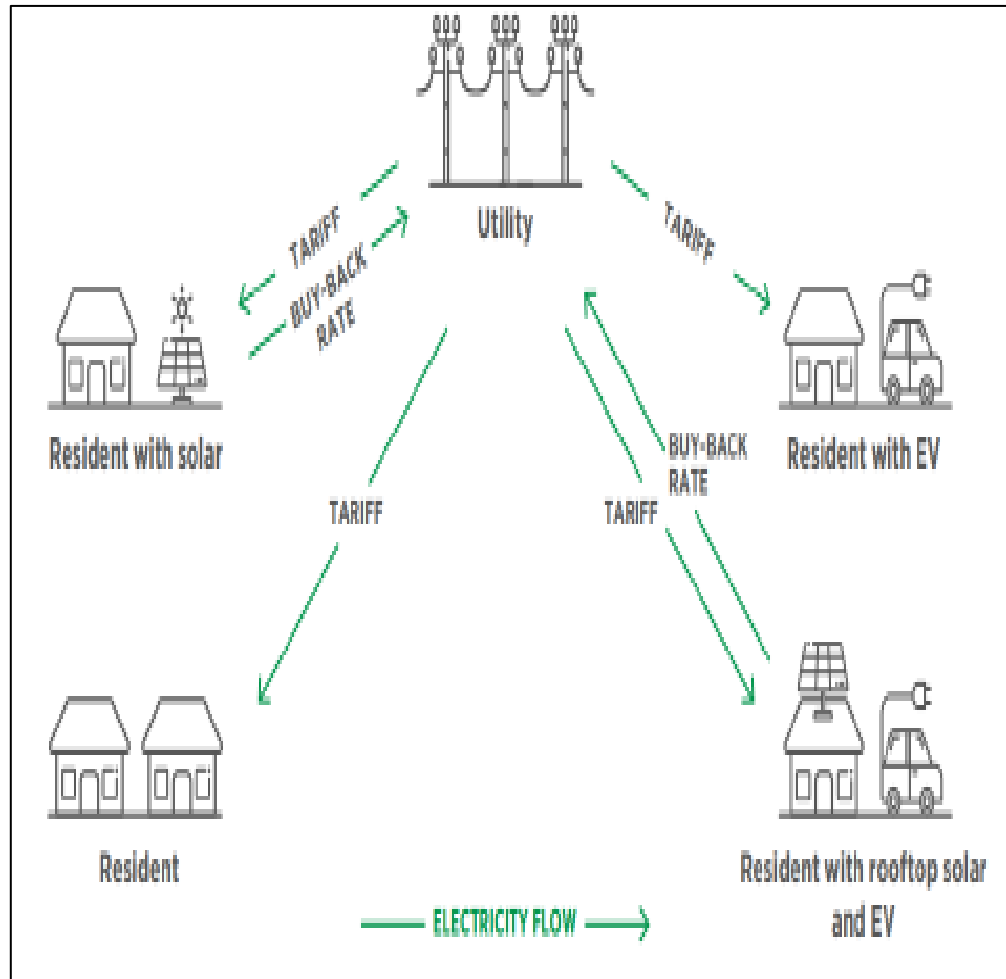 Utility
TARIFF
BUY-BACK
RATE
TARIFF
Resident with solar
Resident with EV
TARIFF
BUY-BACK
RATE
TARIFF
Resident
Resident with rooftop solar
and EV
ELECTRICITY FLOW